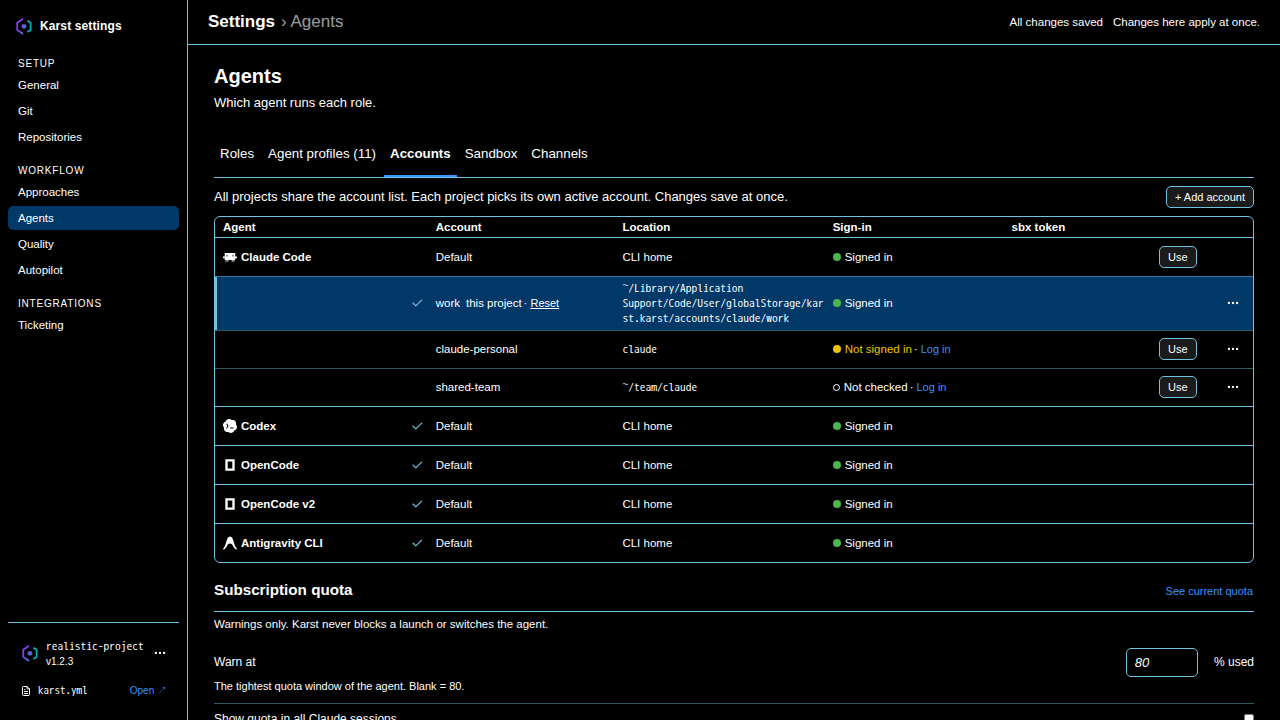 Karst settings
Settings › Agents
All changes saved Changes here apply at once.
SETUP
General
Git
Repositories
WORKFLOW
Approaches
Agents
Quality
Autopilot
INTEGRATIONS
Ticketing
realistic-project
v1.2.3
karst.yml Open ↗
Agents
Which agent runs each role.
Roles Agent profiles (11) Accounts Sandbox Channels
All projects share the account list. Each project picks its own active account. Changes save at once.
+ Add account
Agent Account Location Sign-in sbx token
Claude Code Default CLI home Signed in Use
work this project · Reset ~/Library/Application Support/Code/User/globalStorage/karst.karst/accounts/claude/work Signed in
claude-personal claude Not signed in · Log in Use
shared-team ~/team/claude Not checked · Log in Use
Codex Default CLI home Signed in
OpenCode Default CLI home Signed in
OpenCode v2 Default CLI home Signed in
Antigravity CLI Default CLI home Signed in
Subscription quota See current quota
Warnings only. Karst never blocks a launch or switches the agent.
Warn at 80 % used
The tightest quota window of the agent. Blank = 80.
Show quota in all Claude sessions